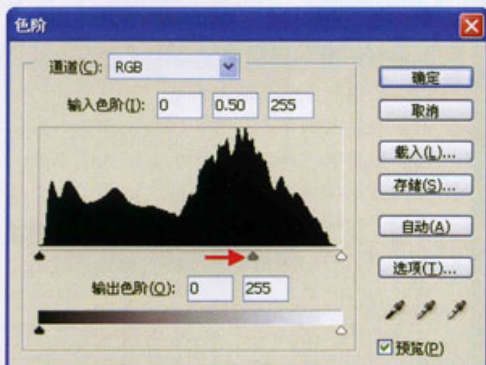 色阶
通道(C): RGB
输入色阶(I): 0 0.50 255
输出色阶(O): 0 255
确定
取消
载入(L)...
存储(S)...
自动(A)
选项(T)...
预览(P)